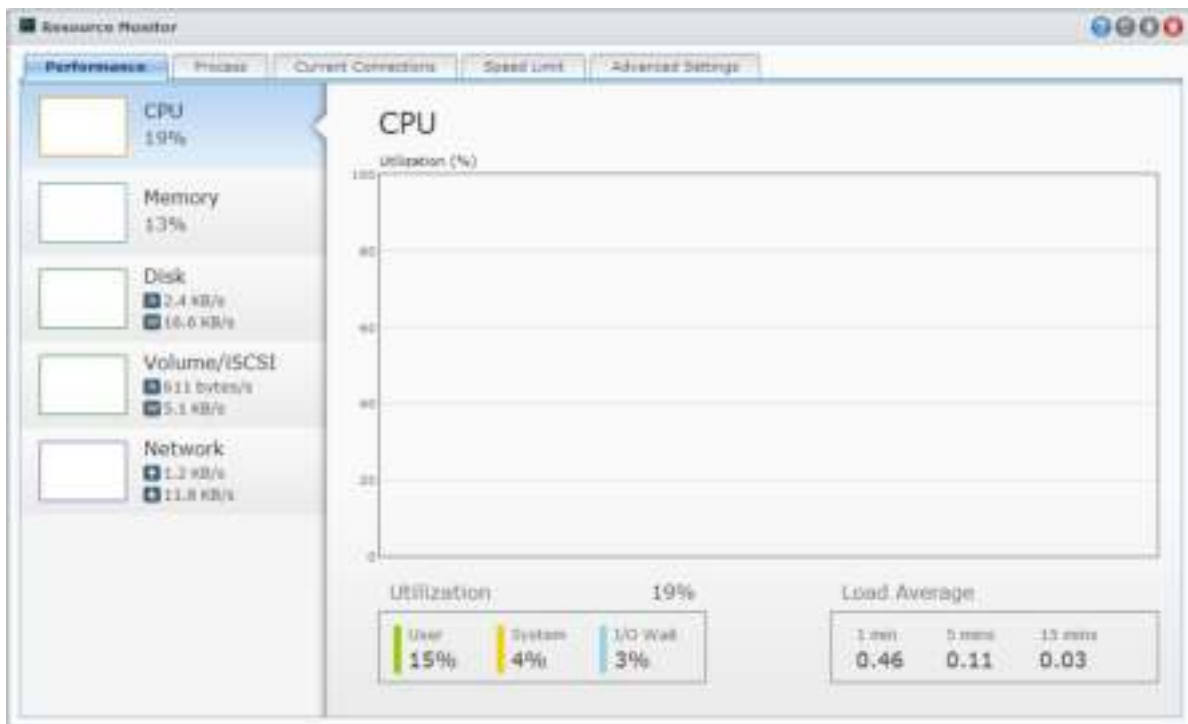 Resource Monitor
Performance Process Current Connections Speed Limit Advanced Settings
CPU
19%
Memory
13%
Disk
2.4 KB/s
16.6 KB/s
Volume/iSCSI
611 bytes/s
5.1 KB/s
Network
1.2 KB/s
11.8 KB/s
CPU
Utilization (%)
100
80
60
40
20
0
Utilization 19%
User System I/O Wait
15% 4% 3%
Load Average
1 min 5 mins 15 mins
0.46 0.11 0.03